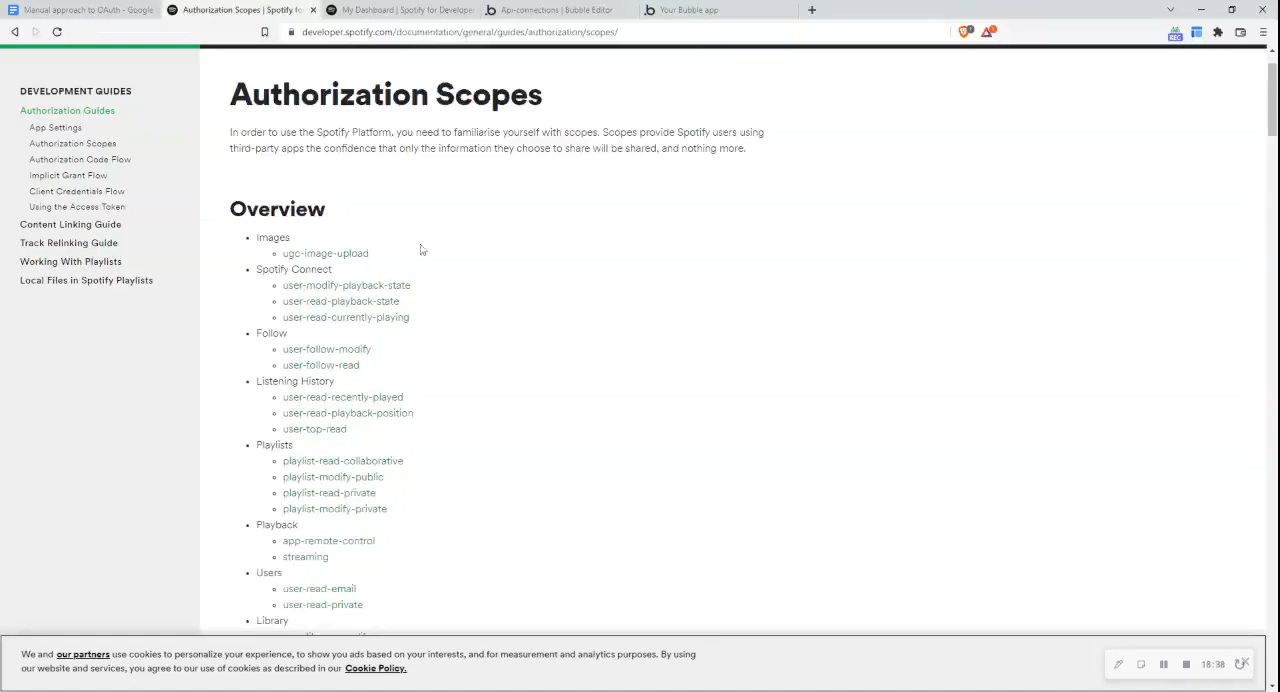 Manual approach to OAuth - Google
Authorization Scopes | Spotify fo
My Dashboard | Spotify for Develope
Api-connections | Bubble Editor
Your Bubble app
developer.spotify.com/documentation/general/guides/authorization/scopes/
REC
DEVELOPMENT GUIDES
Authorization Guides
App Settings
Authorization Scopes
Authorization Code Flow
Implicit Grant Flow
Client Credentials Flow
Using the Access Token
Content Linking Guide
Track Relinking Guide
Working With Playlists
Local Files in Spotify Playlists
Authorization Scopes
In order to use the Spotify Platform, you need to familiarise yourself with scopes. Scopes provide Spotify users using
third-party apps the confidence that only the information they choose to share will be shared, and nothing more.
Overview
Images
ugc-image-upload
Spotify Connect
user-modify-playback-state
user-read-playback-state
user-read-currently-playing
Follow
user-follow-modify
user-follow-read
Listening History
user-read-recently-played
user-read-playback-position
user-top-read
Playlists
playlist-read-collaborative
playlist-modify-public
playlist-read-private
playlist-modify-private
Playback
app-remote-control
streaming
Users
user-read-email
user-read-private
Library
We and our partners use cookies to personalize your experience, to show you ads based on your interests, and for measurement and analytics purposes. By using
our website and services, you agree to our use of cookies as described in our Cookie Policy.
18:38